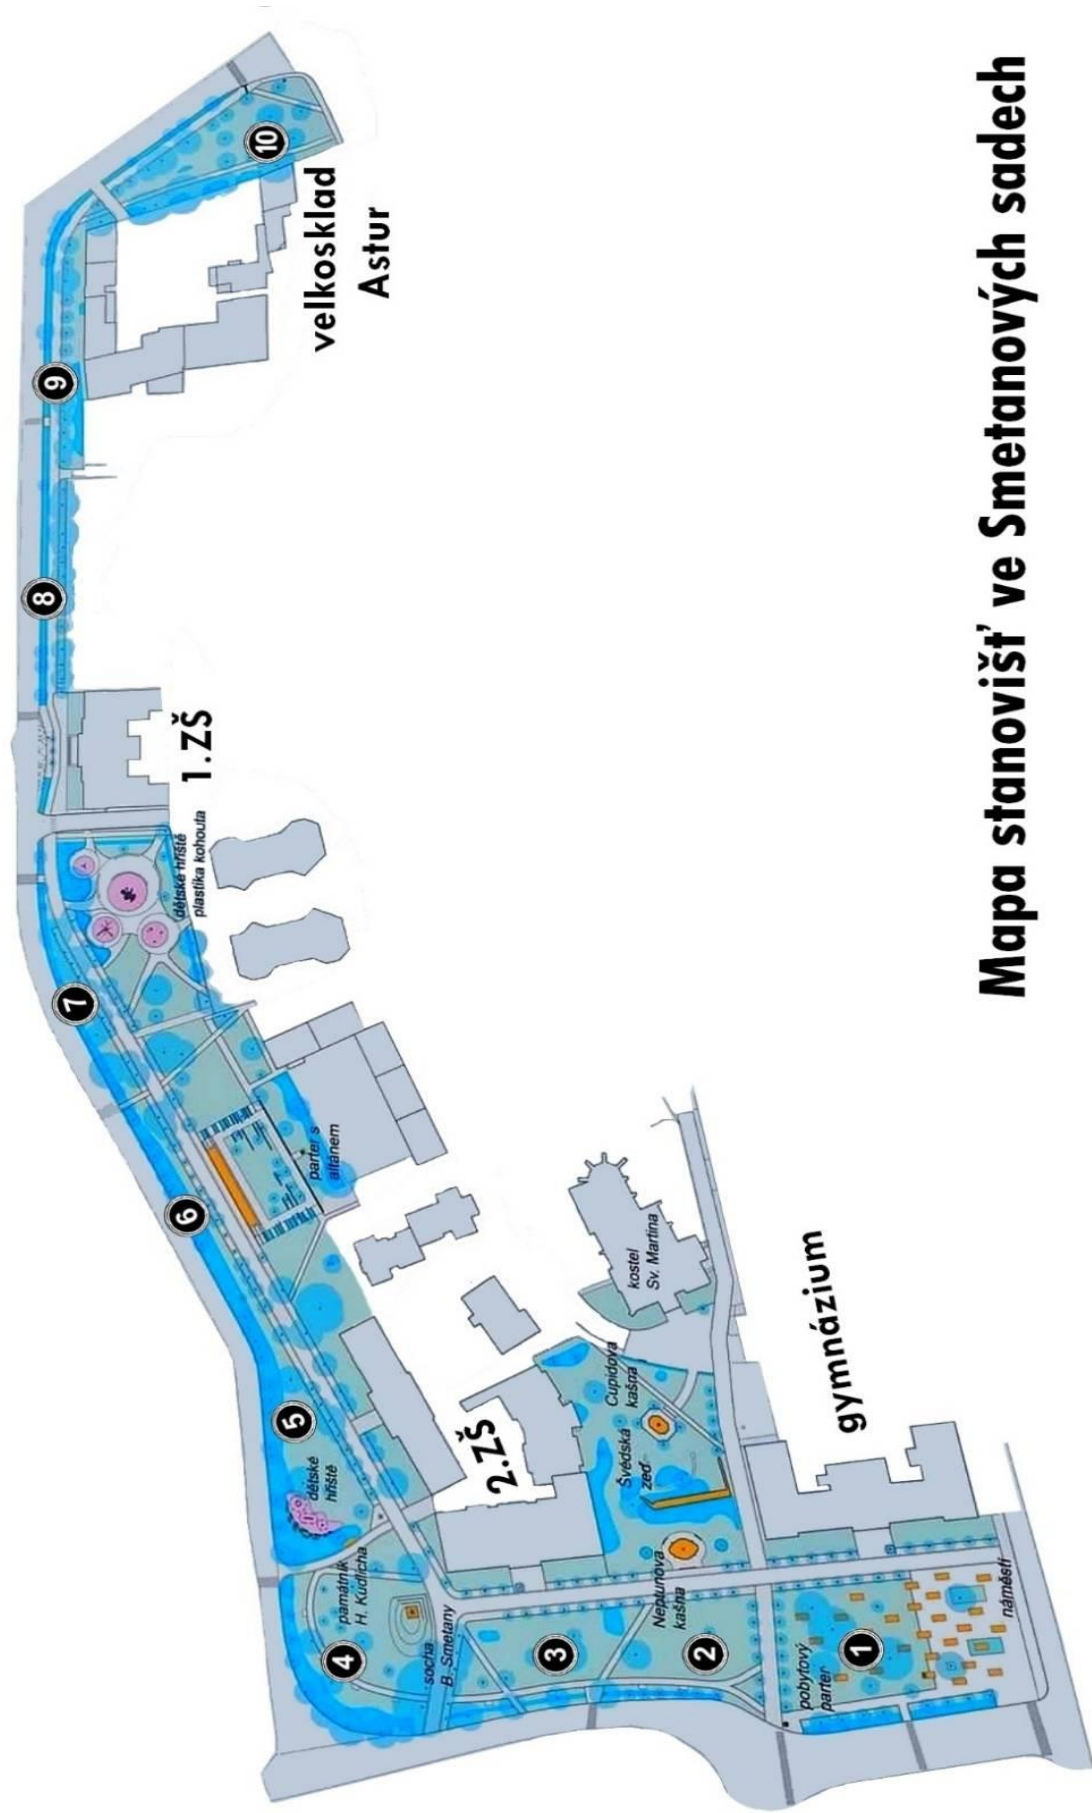 Mapa stanovišť ve Smetanových sadech
1
2
3
4
5
6
7
8
9
10
pobytový
parter
náměstí
gymnázium
Neptunova
kašna
Švédská
zeď
Cupidova
kašna
kostel
Sv. Martina
2.ZŠ
socha
B. Smetany
památník
H. Kudlicha
dětské
hřiště
parter s
altánem
dětské hřiště
plastika kohouta
1.ZŠ
velkosklad
Astur